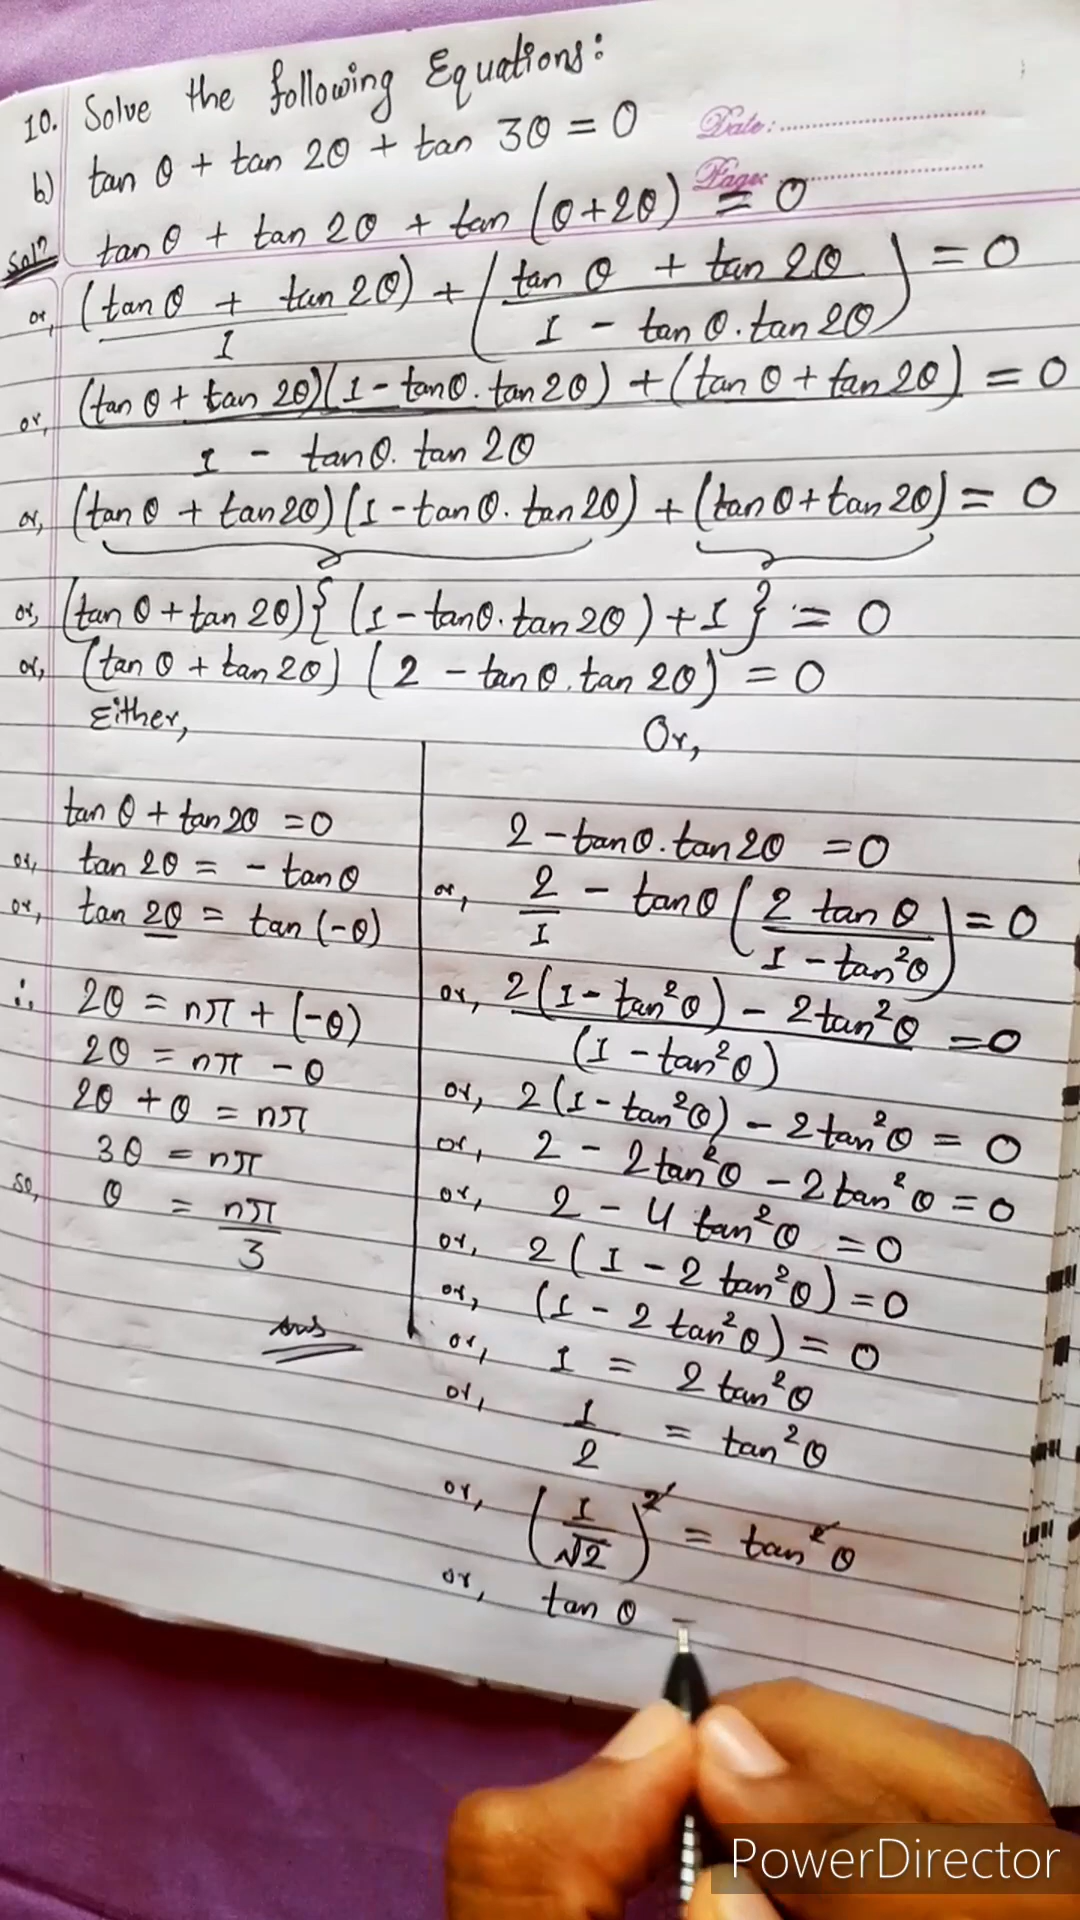 10. Solve the following Equations:
b) tan θ + tan 2θ + tan 3θ = 0
Date:
Page:
Solⁿ tan θ + tan 2θ + tan (θ+2θ) = 0
or, (tan θ + tan 2θ)/1 + ((tan θ + tan 2θ)/(1 - tan θ. tan 2θ)) = 0
or, ((tan θ + tan 2θ)(1 - tan θ. tan 2θ) + (tan θ + tan 2θ))/(1 - tan θ. tan 2θ) = 0
or, (tan θ + tan 2θ)(1 - tan θ. tan 2θ) + (tan θ + tan 2θ) = 0
or, (tan θ + tan 2θ){(1 - tan θ. tan 2θ) + 1} = 0
or, (tan θ + tan 2θ) (2 - tan θ. tan 2θ) = 0
Either,
tan θ + tan 2θ = 0
or, tan 2θ = - tan θ
or, tan 2θ = tan (-θ)
∴ 2θ = nπ + (-θ)
2θ = nπ - θ
2θ + θ = nπ
3θ = nπ
so, θ = nπ/3
Ans
Or,
2 - tan θ. tan 2θ = 0
or, 2/1 - tan θ (2 tan θ/(1 - tan²θ)) = 0
or, (2(1 - tan²θ) - 2tan²θ)/(1 - tan²θ) = 0
or, 2(1 - tan²θ) - 2tan²θ = 0
or, 2 - 2tan²θ - 2tan²θ = 0
or, 2 - 4 tan²θ = 0
or, 2(1 - 2 tan²θ) = 0
or, (1 - 2 tan²θ) = 0
or, 1 = 2 tan²θ
or, 1/2 = tan²θ
or, (1/√2)² = tan²θ
or, tan θ -
PowerDirector